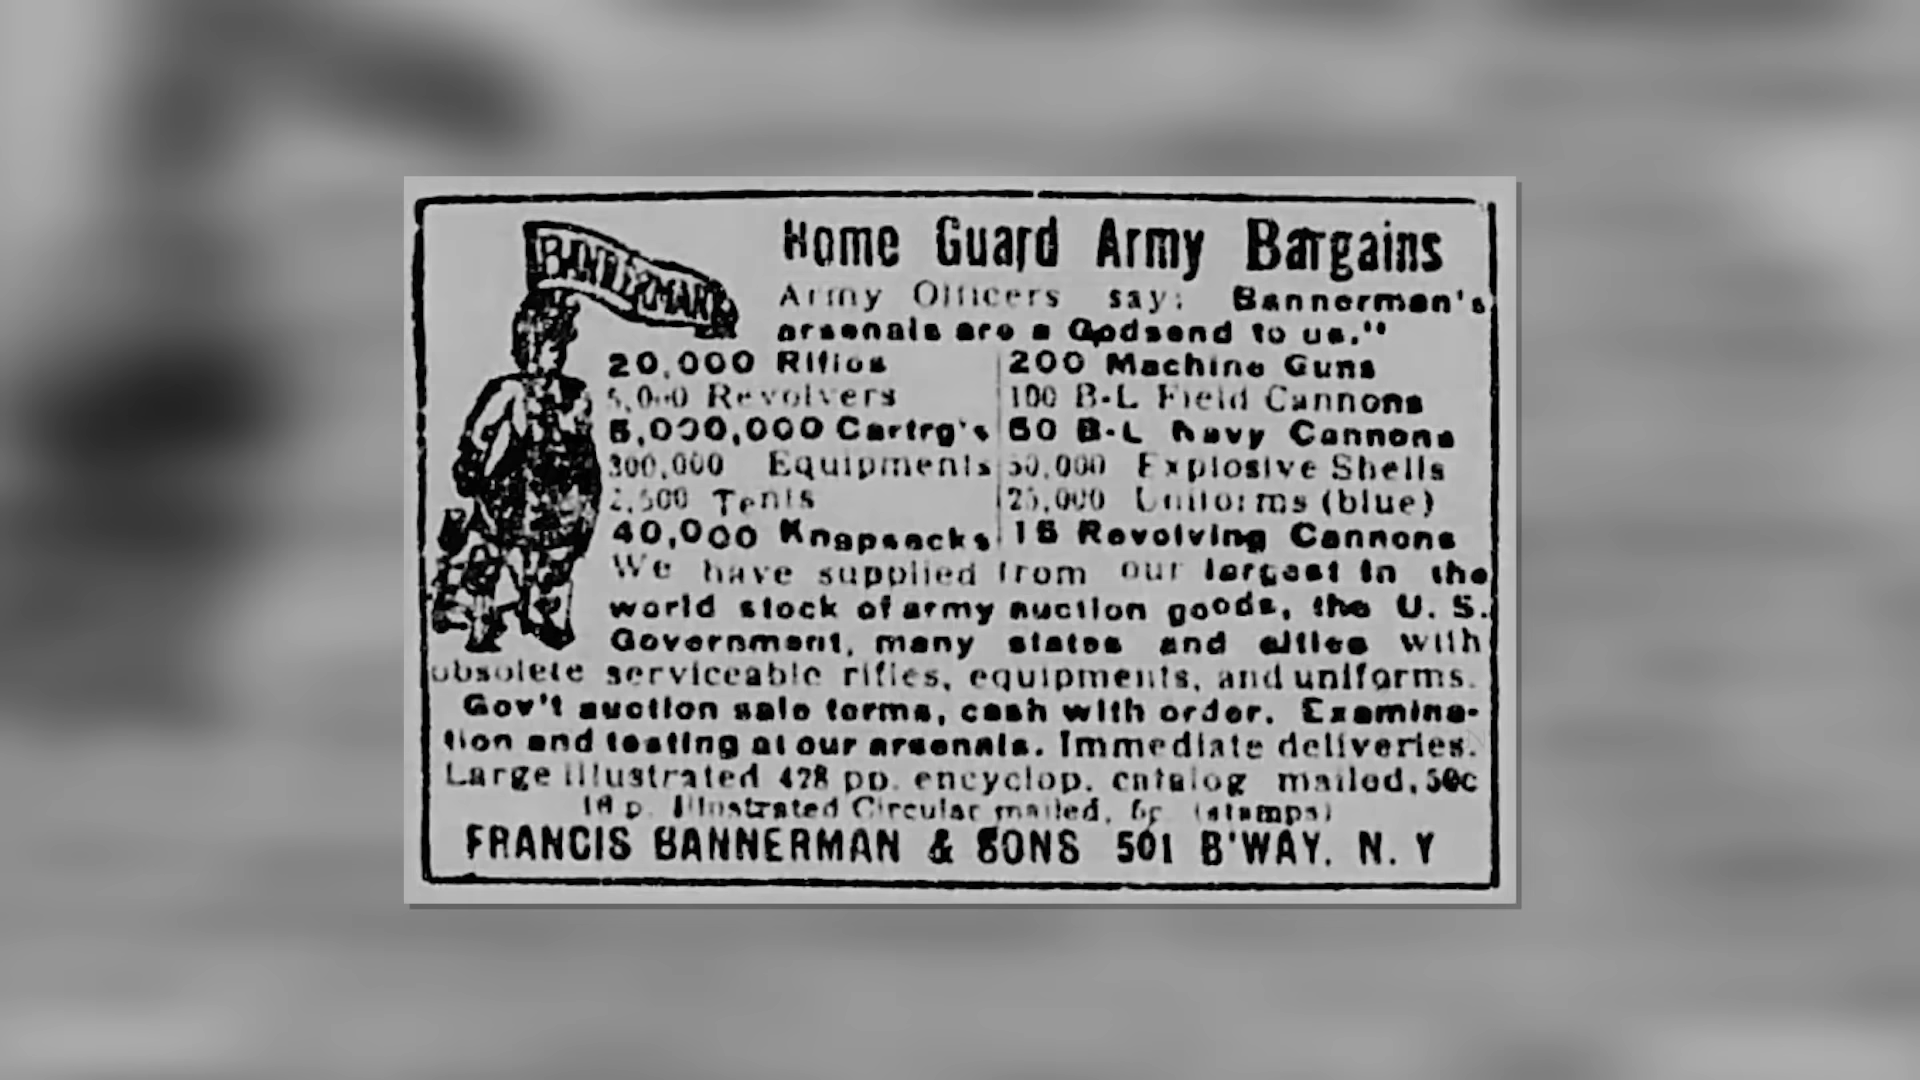 BANNERMAN
Home Guard Army Bargains
Army Officers say: Bannerman's
arsenals are a Godsend to us."
20,000 Rifles
5,000 Revolvers
5,000,000 Cartrg's
300,000 Equipments
2,500 Tents
40,000 Knapsacks
200 Machine Guns
100 B-L Field Cannons
50 B-L Navy Cannons
50,000 Explosive Shells
25,000 Uniforms (blue)
18 Revolving Cannons
We have supplied from our largest in the
world stock of army auction goods, the U. S.
Government, many states and cities with
obsolete serviceable rifles, equipments, and uniforms.
Gov't auction sale terms, cash with order. Examina-
tion and testing at our arsenals. Immediate deliveries.
Large illustrated 428 pp. encyclop. catalog mailed, 50c
p. Illustrated Circular mailed, 6c (stamps)
FRANCIS BANNERMAN & SONS 501 B'WAY. N. Y